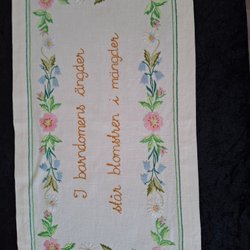 I barndomens ängder
står blomstren i mängder